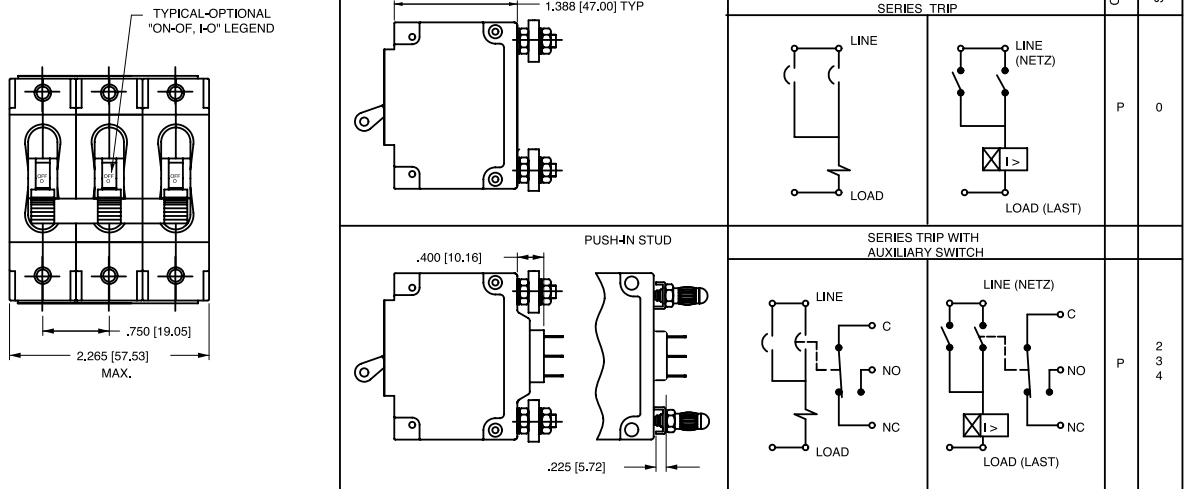 TYPICAL-OPTIONAL
"ON-OF, I-O" LEGEND
OFF
O
OFF
O
OFF
O
.750 [19.05]
2.265 [57.53]
MAX.
1.388 [47.00] TYP
SERIES TRIP
LINE
LOAD
LINE
(NETZ)
I >
LOAD (LAST)
P
0
PUSH-IN STUD
.400 [10.16]
.225 [5.72]
SERIES TRIP WITH
AUXILIARY SWITCH
LINE
C
NO
NC
LOAD
LINE (NETZ)
C
NO
NC
I >
LOAD (LAST)
P
2
3
4